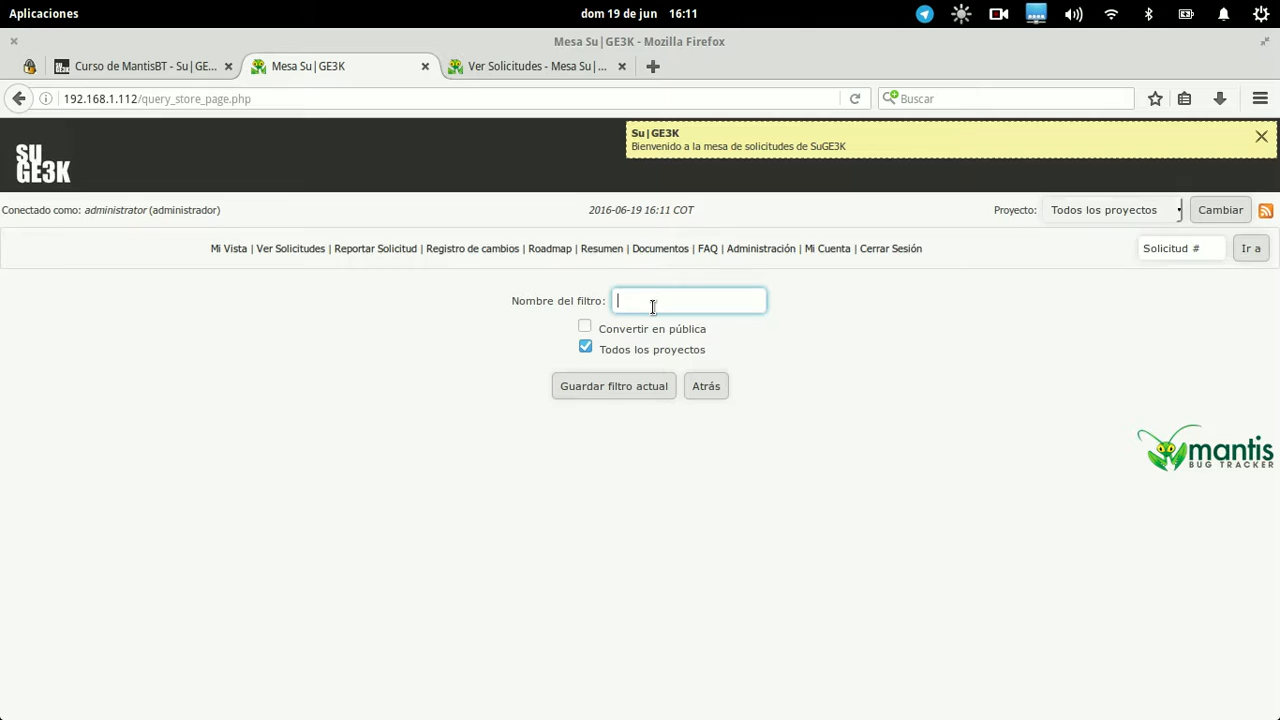 Aplicaciones
dom 19 de jun 16:11
Mesa Su|GE3K - Mozilla Firefox
Curso de MantisBT - Su|GE...
Mesa Su|GE3K
Ver Solicitudes - Mesa Su|...
192.168.1.112/query_store_page.php
Buscar
SU
GE3K
Su|GE3K
Bienvenido a la mesa de solicitudes de SuGE3K
Conectado como: administrator (administrador)
2016-06-19 16:11 COT
Proyecto: Todos los proyectos Cambiar
Mi Vista | Ver Solicitudes | Reportar Solicitud | Registro de cambios | Roadmap | Resumen | Documentos | FAQ | Administración | Mi Cuenta | Cerrar Sesión
Solicitud # Ir a
Nombre del filtro:
Convertir en pública
Todos los proyectos
Guardar filtro actual Atrás
mantis
BUG TRACKER